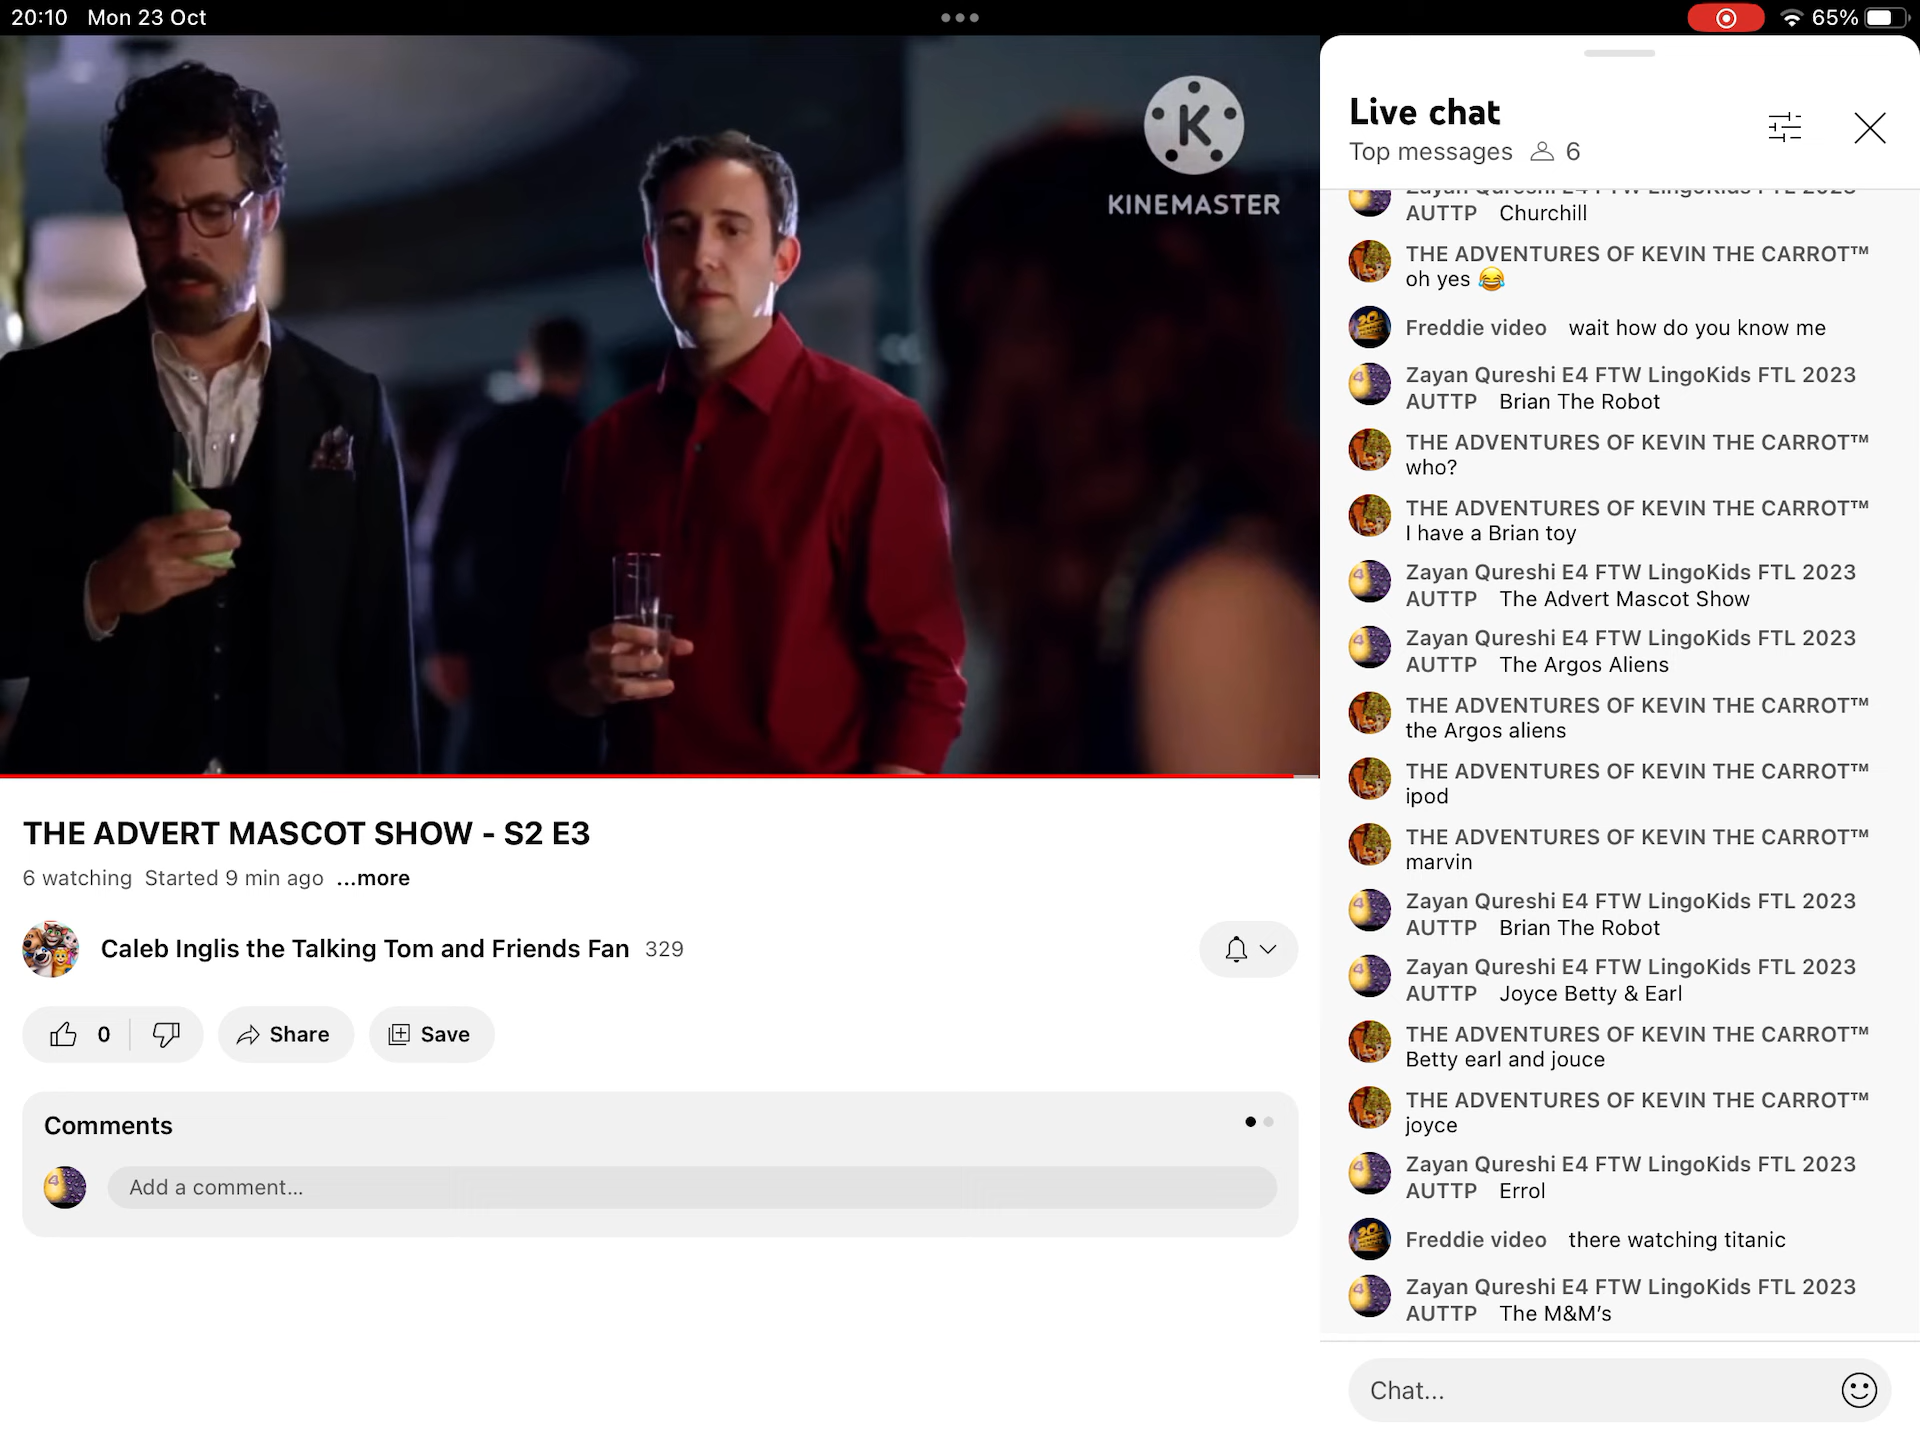 20:10 Mon 23 Oct
65%
K
KINEMASTER
THE ADVERT MASCOT SHOW - S2 E3
6 watching Started 9 min ago ...more
Caleb Inglis the Talking Tom and Friends Fan 329
0
Share
Save
Comments
Add a comment...
Live chat
Top messages 6
Zayan Qureshi E4 FTW LingoKids FTL 2023
AUTTP Churchill
THE ADVENTURES OF KEVIN THE CARROT™
oh yes 😂
Freddie video wait how do you know me
Zayan Qureshi E4 FTW LingoKids FTL 2023
AUTTP Brian The Robot
THE ADVENTURES OF KEVIN THE CARROT™
who?
THE ADVENTURES OF KEVIN THE CARROT™
I have a Brian toy
Zayan Qureshi E4 FTW LingoKids FTL 2023
AUTTP The Advert Mascot Show
Zayan Qureshi E4 FTW LingoKids FTL 2023
AUTTP The Argos Aliens
THE ADVENTURES OF KEVIN THE CARROT™
the Argos aliens
THE ADVENTURES OF KEVIN THE CARROT™
ipod
THE ADVENTURES OF KEVIN THE CARROT™
marvin
Zayan Qureshi E4 FTW LingoKids FTL 2023
AUTTP Brian The Robot
Zayan Qureshi E4 FTW LingoKids FTL 2023
AUTTP Joyce Betty & Earl
THE ADVENTURES OF KEVIN THE CARROT™
Betty earl and jouce
THE ADVENTURES OF KEVIN THE CARROT™
joyce
Zayan Qureshi E4 FTW LingoKids FTL 2023
AUTTP Errol
Freddie video there watching titanic
Zayan Qureshi E4 FTW LingoKids FTL 2023
AUTTP The M&M's
Chat...